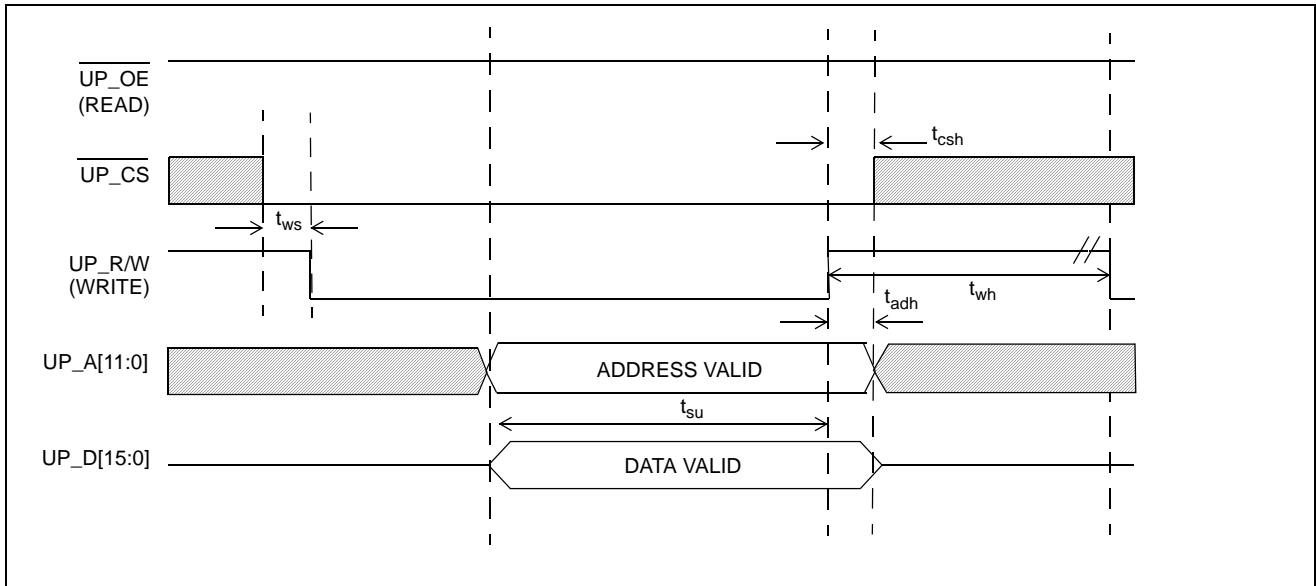 UP_OE
(READ)
t_csh
UP_CS
t_ws
UP_R/W
(WRITE)
t_wh
t_adh
UP_A[11:0]
ADDRESS VALID
t_su
UP_D[15:0]
DATA VALID